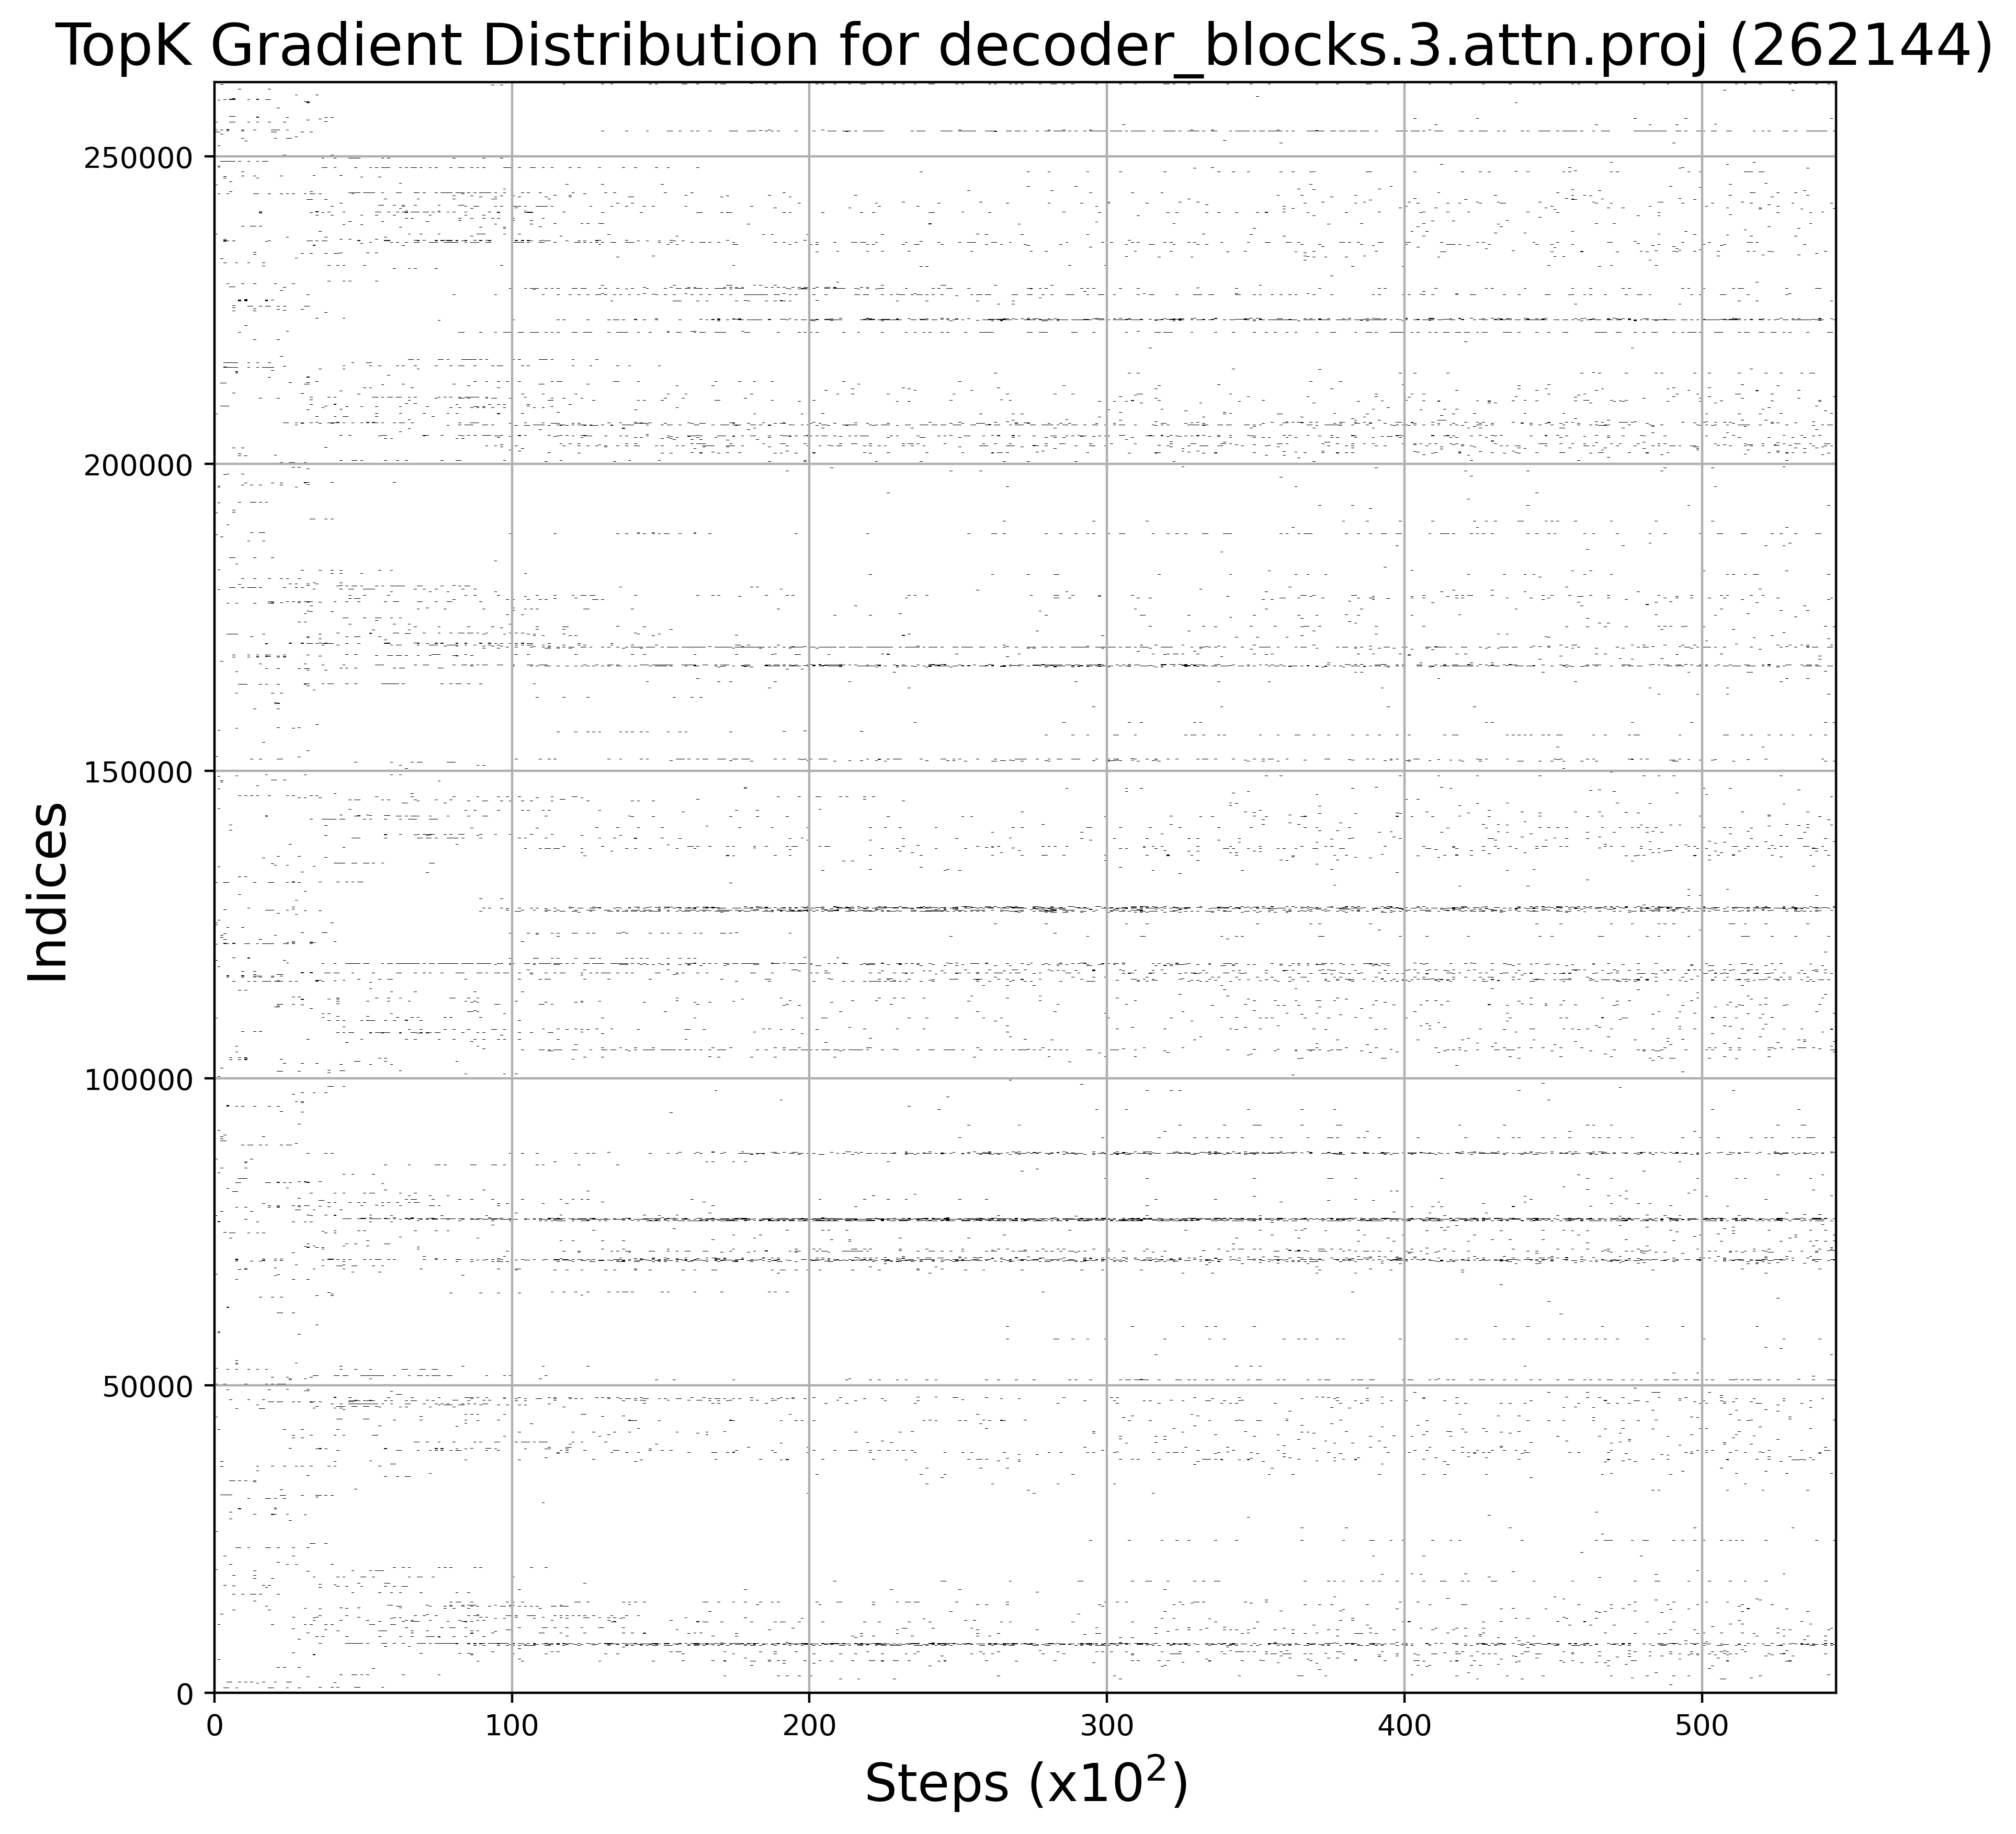 TopK Gradient Distribution for decoder_blocks.3.attn.proj (262144)
250000
200000
150000
100000
50000
0
Indices
0 100 200 300 400 500
Steps (x10²)